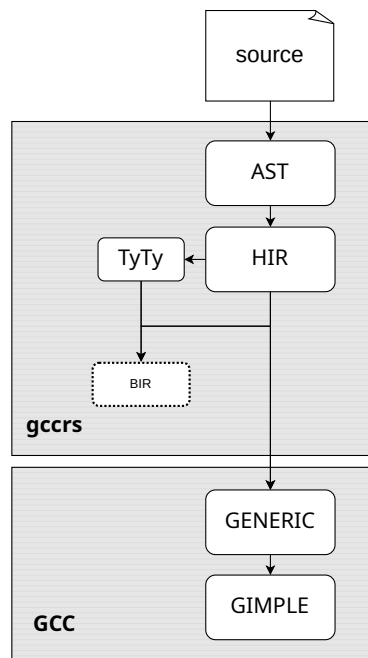 source
AST
TyTy
HIR
BIR
gccrs
GENERIC
GIMPLE
GCC